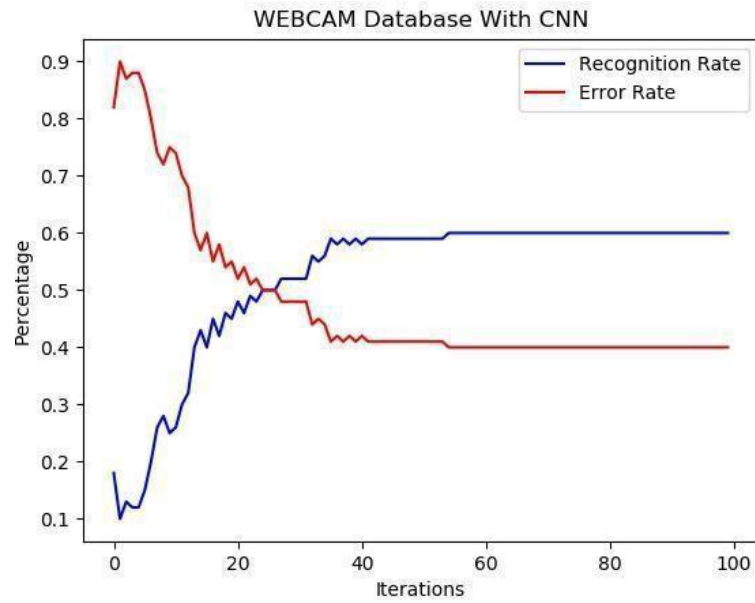 WEBCAM Database With CNN
Recognition Rate
Error Rate
0.9
0.8
0.7
0.6
0.5
0.4
0.3
0.2
0.1
Percentage
0 20 40 60 80 100
Iterations